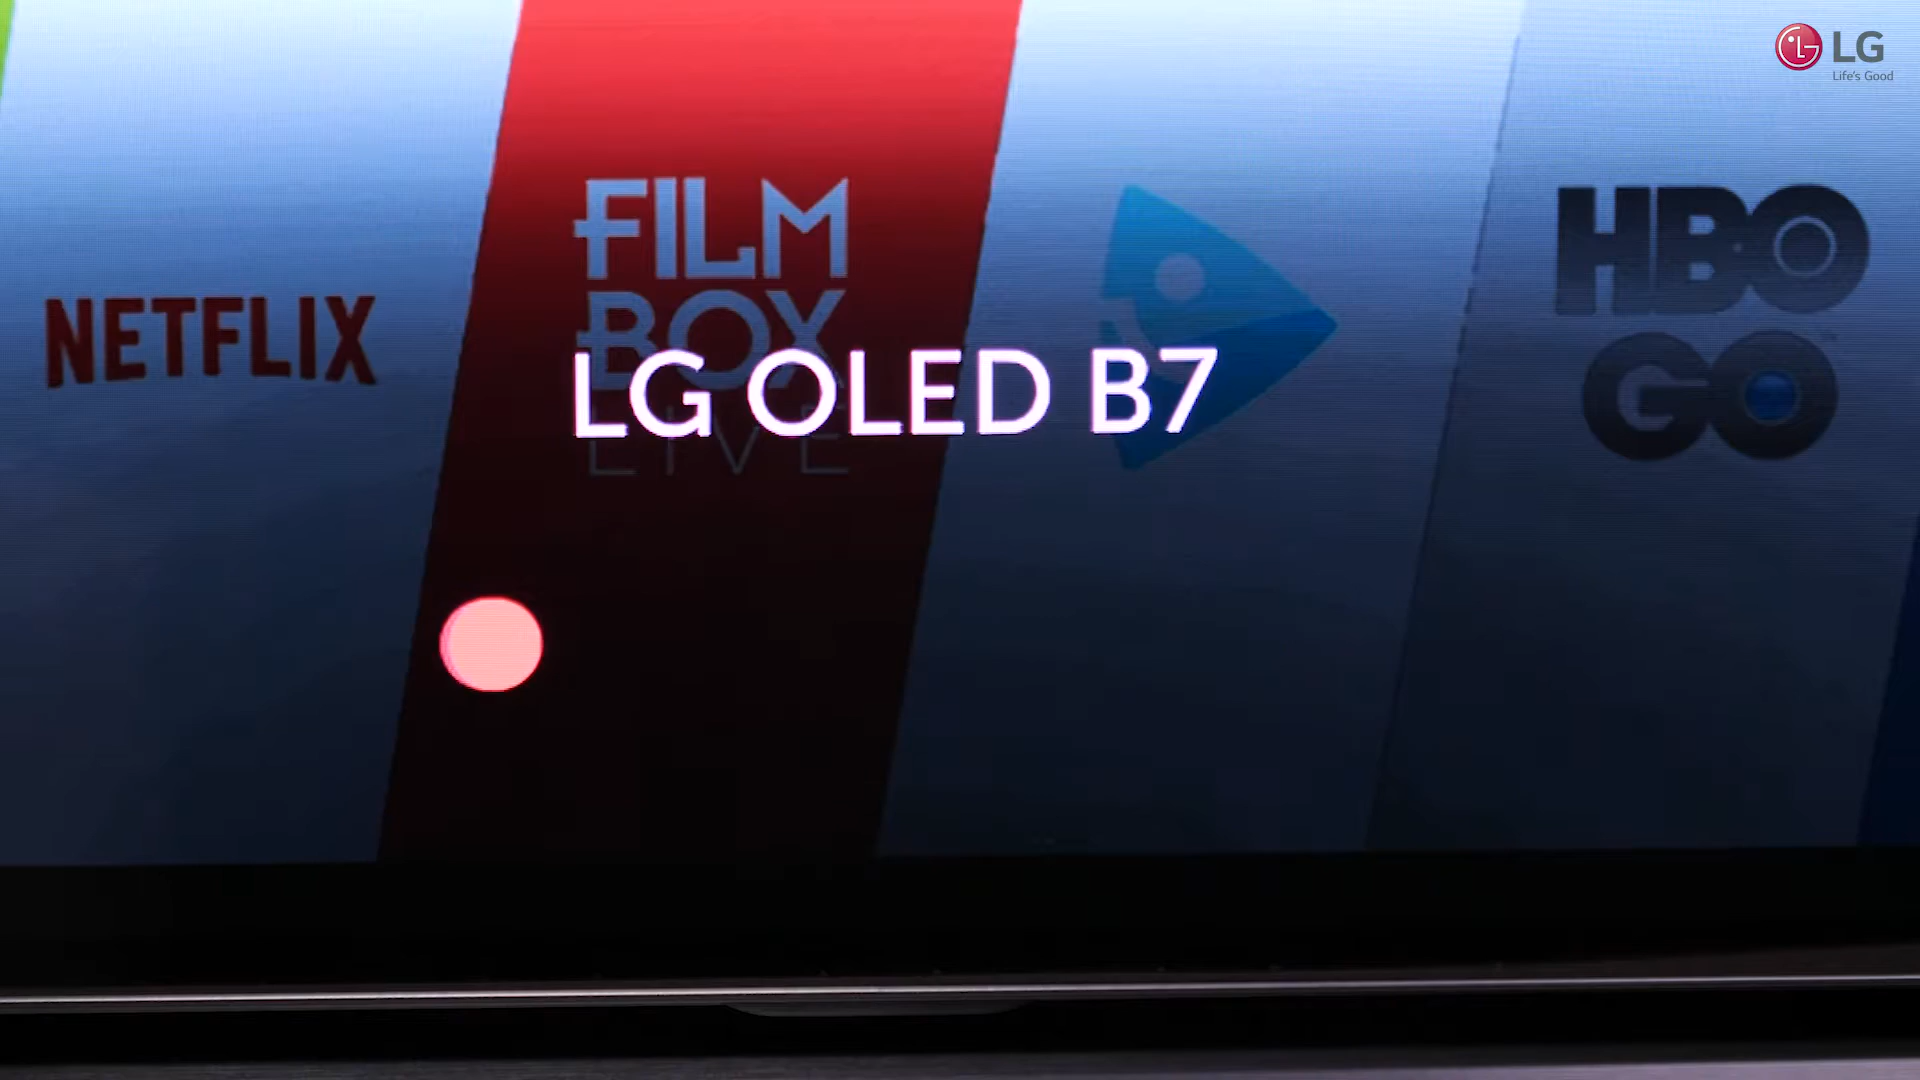 LG
Life's Good
NETFLIX
FILM
BOX
LIVE
LG OLED B7
HBO
GO